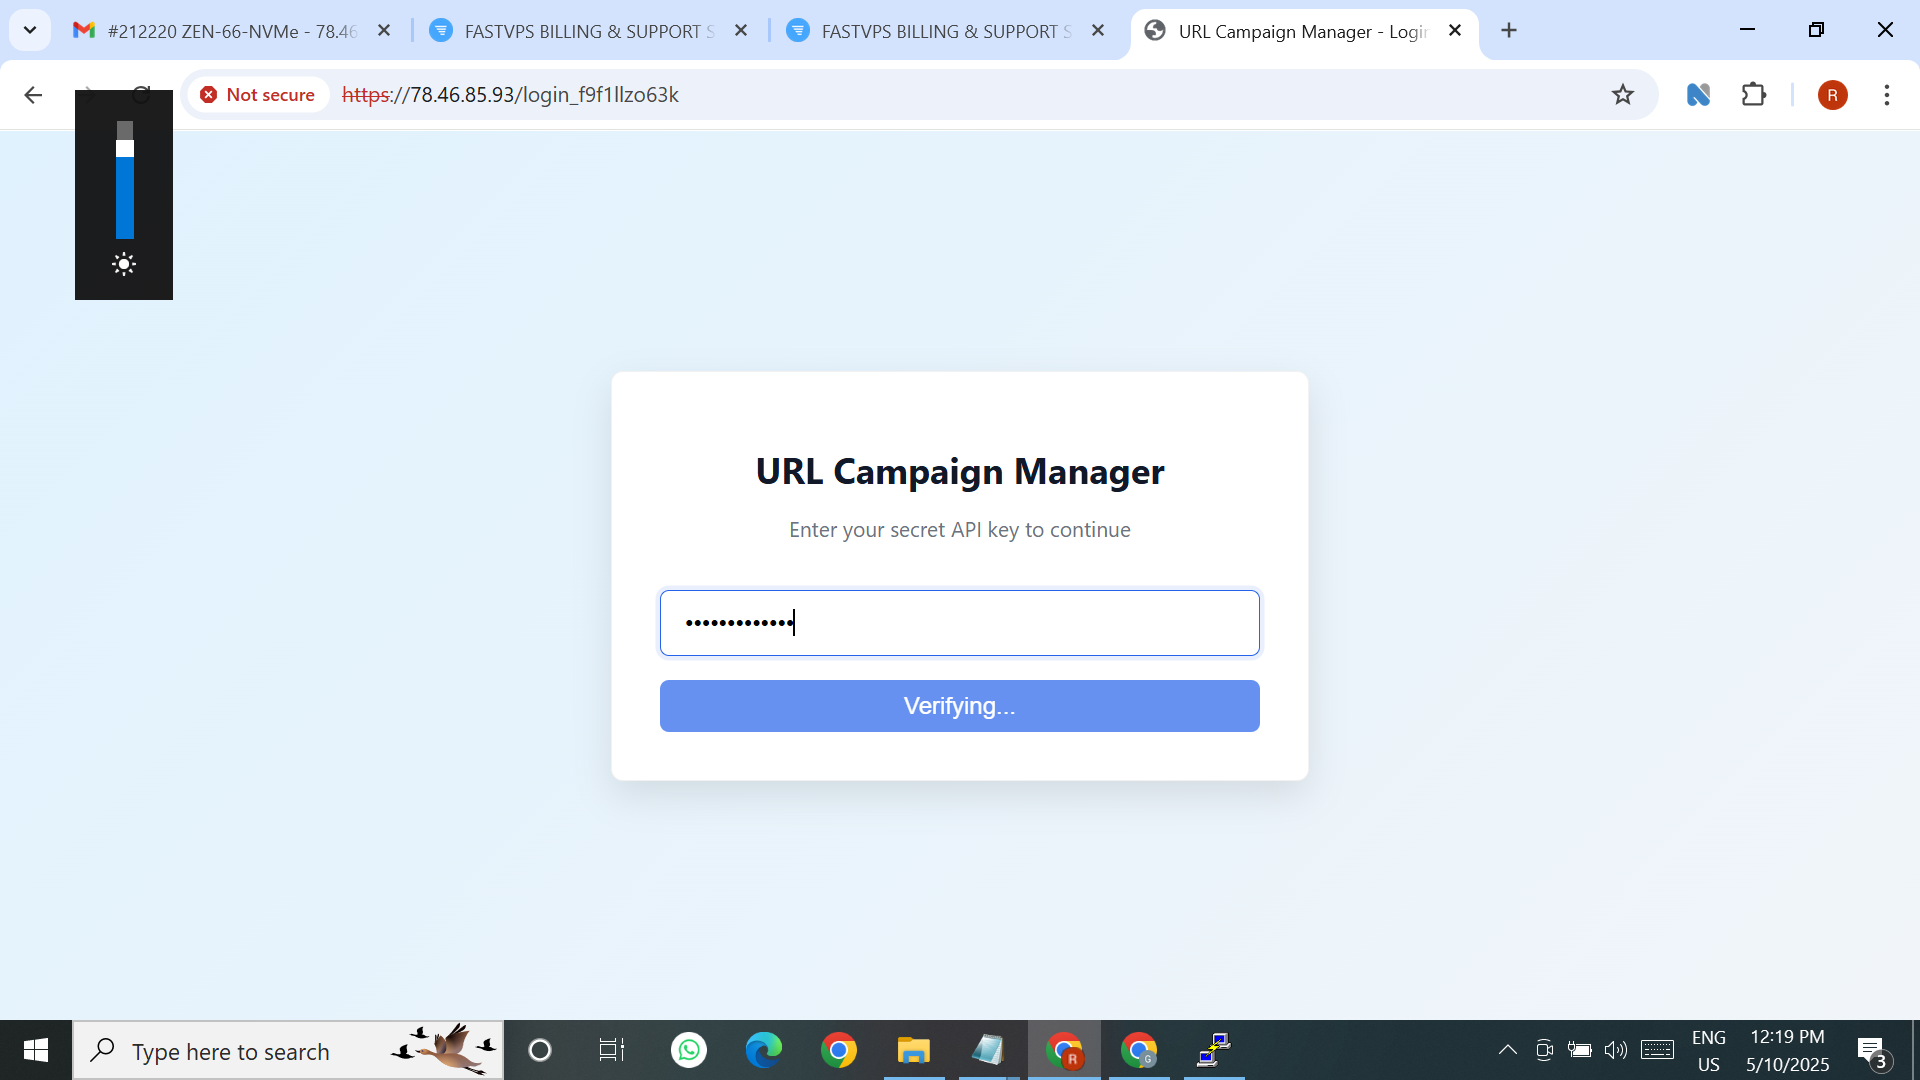 #212220 ZEN-66-NVMe - 78.46
FASTVPS BILLING & SUPPORT S
FASTVPS BILLING & SUPPORT S
URL Campaign Manager - Login
Not secure
https://78.46.85.93/login_f9f1llzo63k
R
URL Campaign Manager
Enter your secret API key to continue
•••••••••••••
Verifying...
Type here to search
R
G
ENG
US
12:19 PM
5/10/2025
3